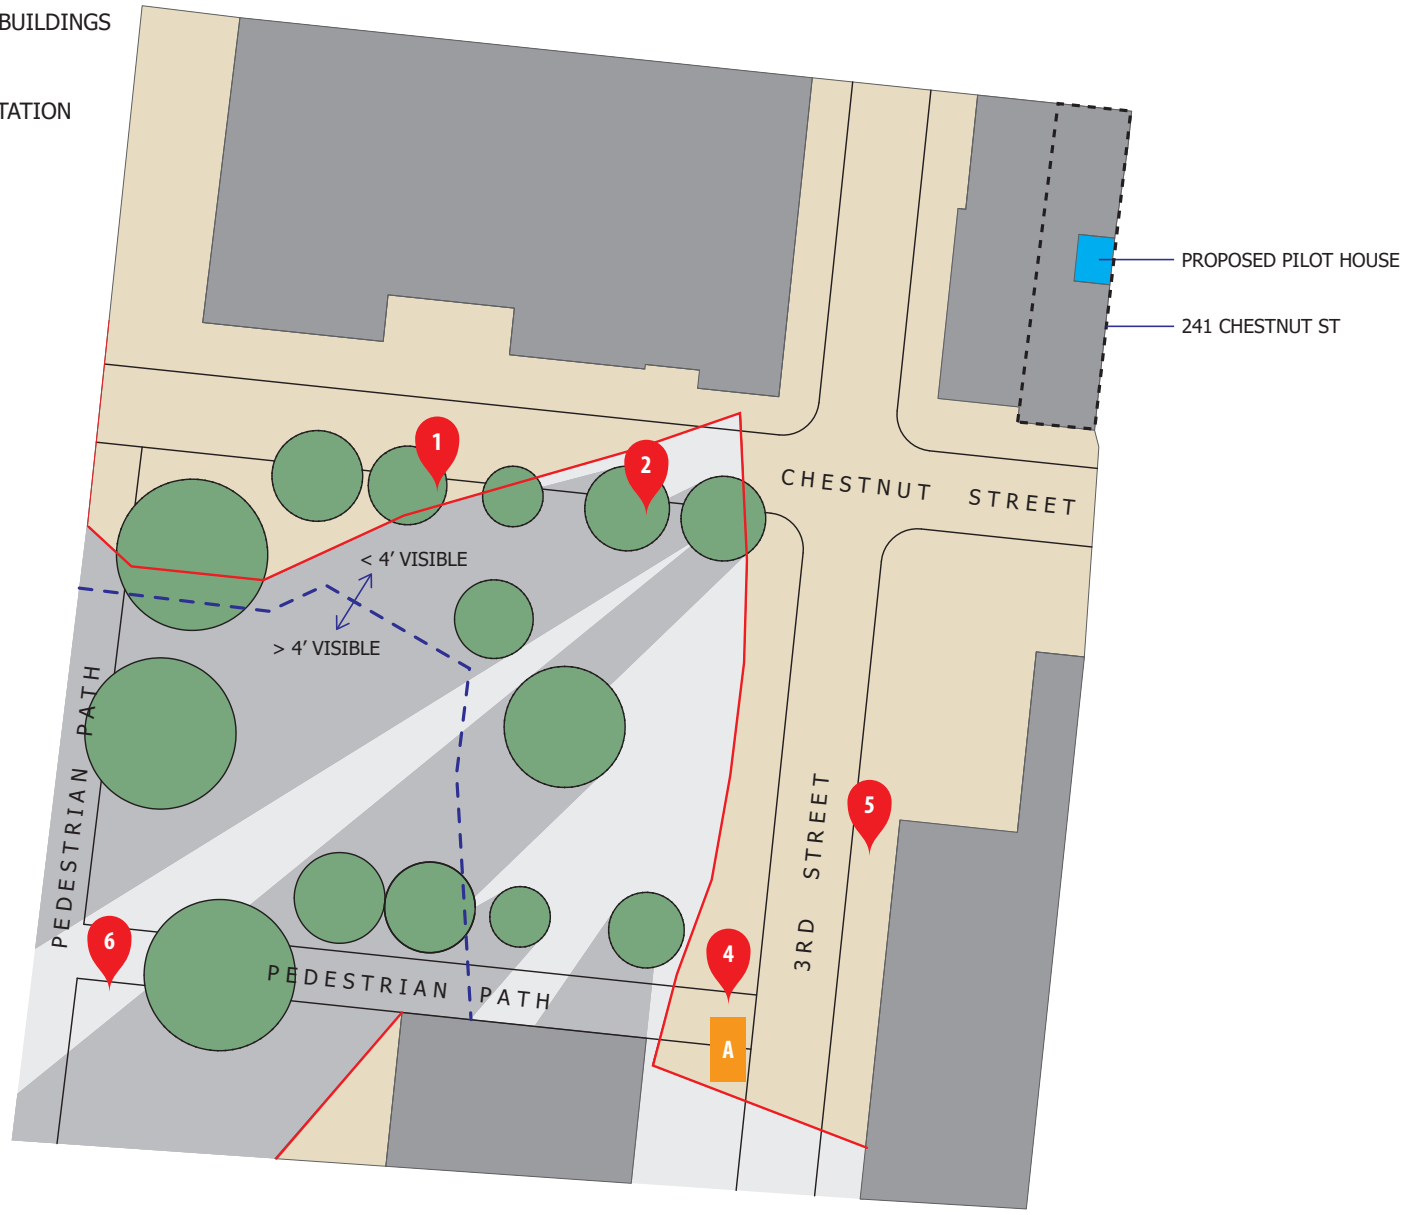 BUILDINGS
TATION
PROPOSED PILOT HOUSE
241 CHESTNUT ST
1
2
CHESTNUT STREET
< 4’ VISIBLE
> 4’ VISIBLE
PEDESTRIAN PATH
3RD STREET
5
6
4
PEDESTRIAN PATH
A